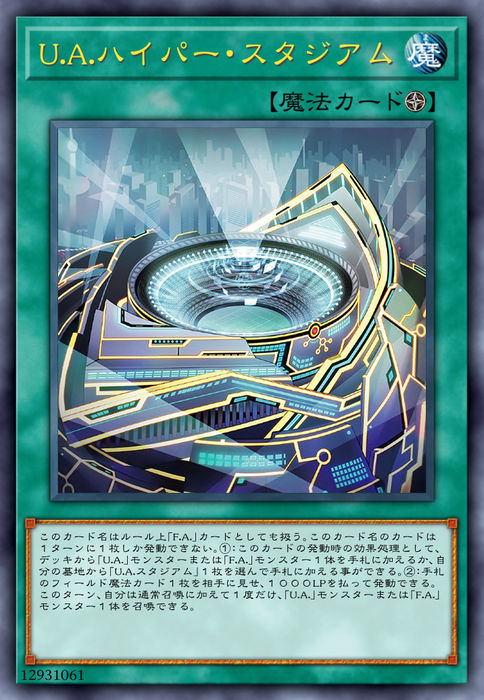 U.A.ハイパー・スタジアム
魔
【魔法カード】
このカード名はルール上「F.A.」カードとしても扱う。このカード名のカードは
1ターンに1枚しか発動できない。①:このカードの発動時の効果処理として、
デッキから「U.A.」モンスターまたは「F.A.」モンスター1体を手札に加えるか、自
分の墓地から「U.A.スタジアム」1枚を選んで手札に加える事ができる。②:手札
のフィールド魔法カード1枚を相手に見せ、1000LPを払って発動できる。
このターン、自分は通常召喚に加えて1度だけ、「U.A.」モンスターまたは「F.A.」
モンスター1体を召喚できる。
12931061